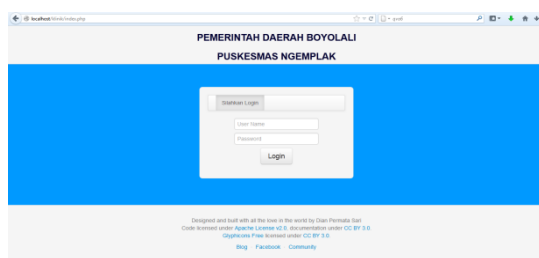 localhost/klinik/index.php
PEMERINTAH DAERAH BOYOLALI
PUSKESMAS NGEMPLAK
Silahkan Login
User Name
Password
Login
Designed and built with all the love in the world by Dian Permata Sari.
Code licensed under Apache License v2.0, documentation under CC BY 3.0.
Glyphicons Free licensed under CC BY 3.0.
Blog · Facebook · Community